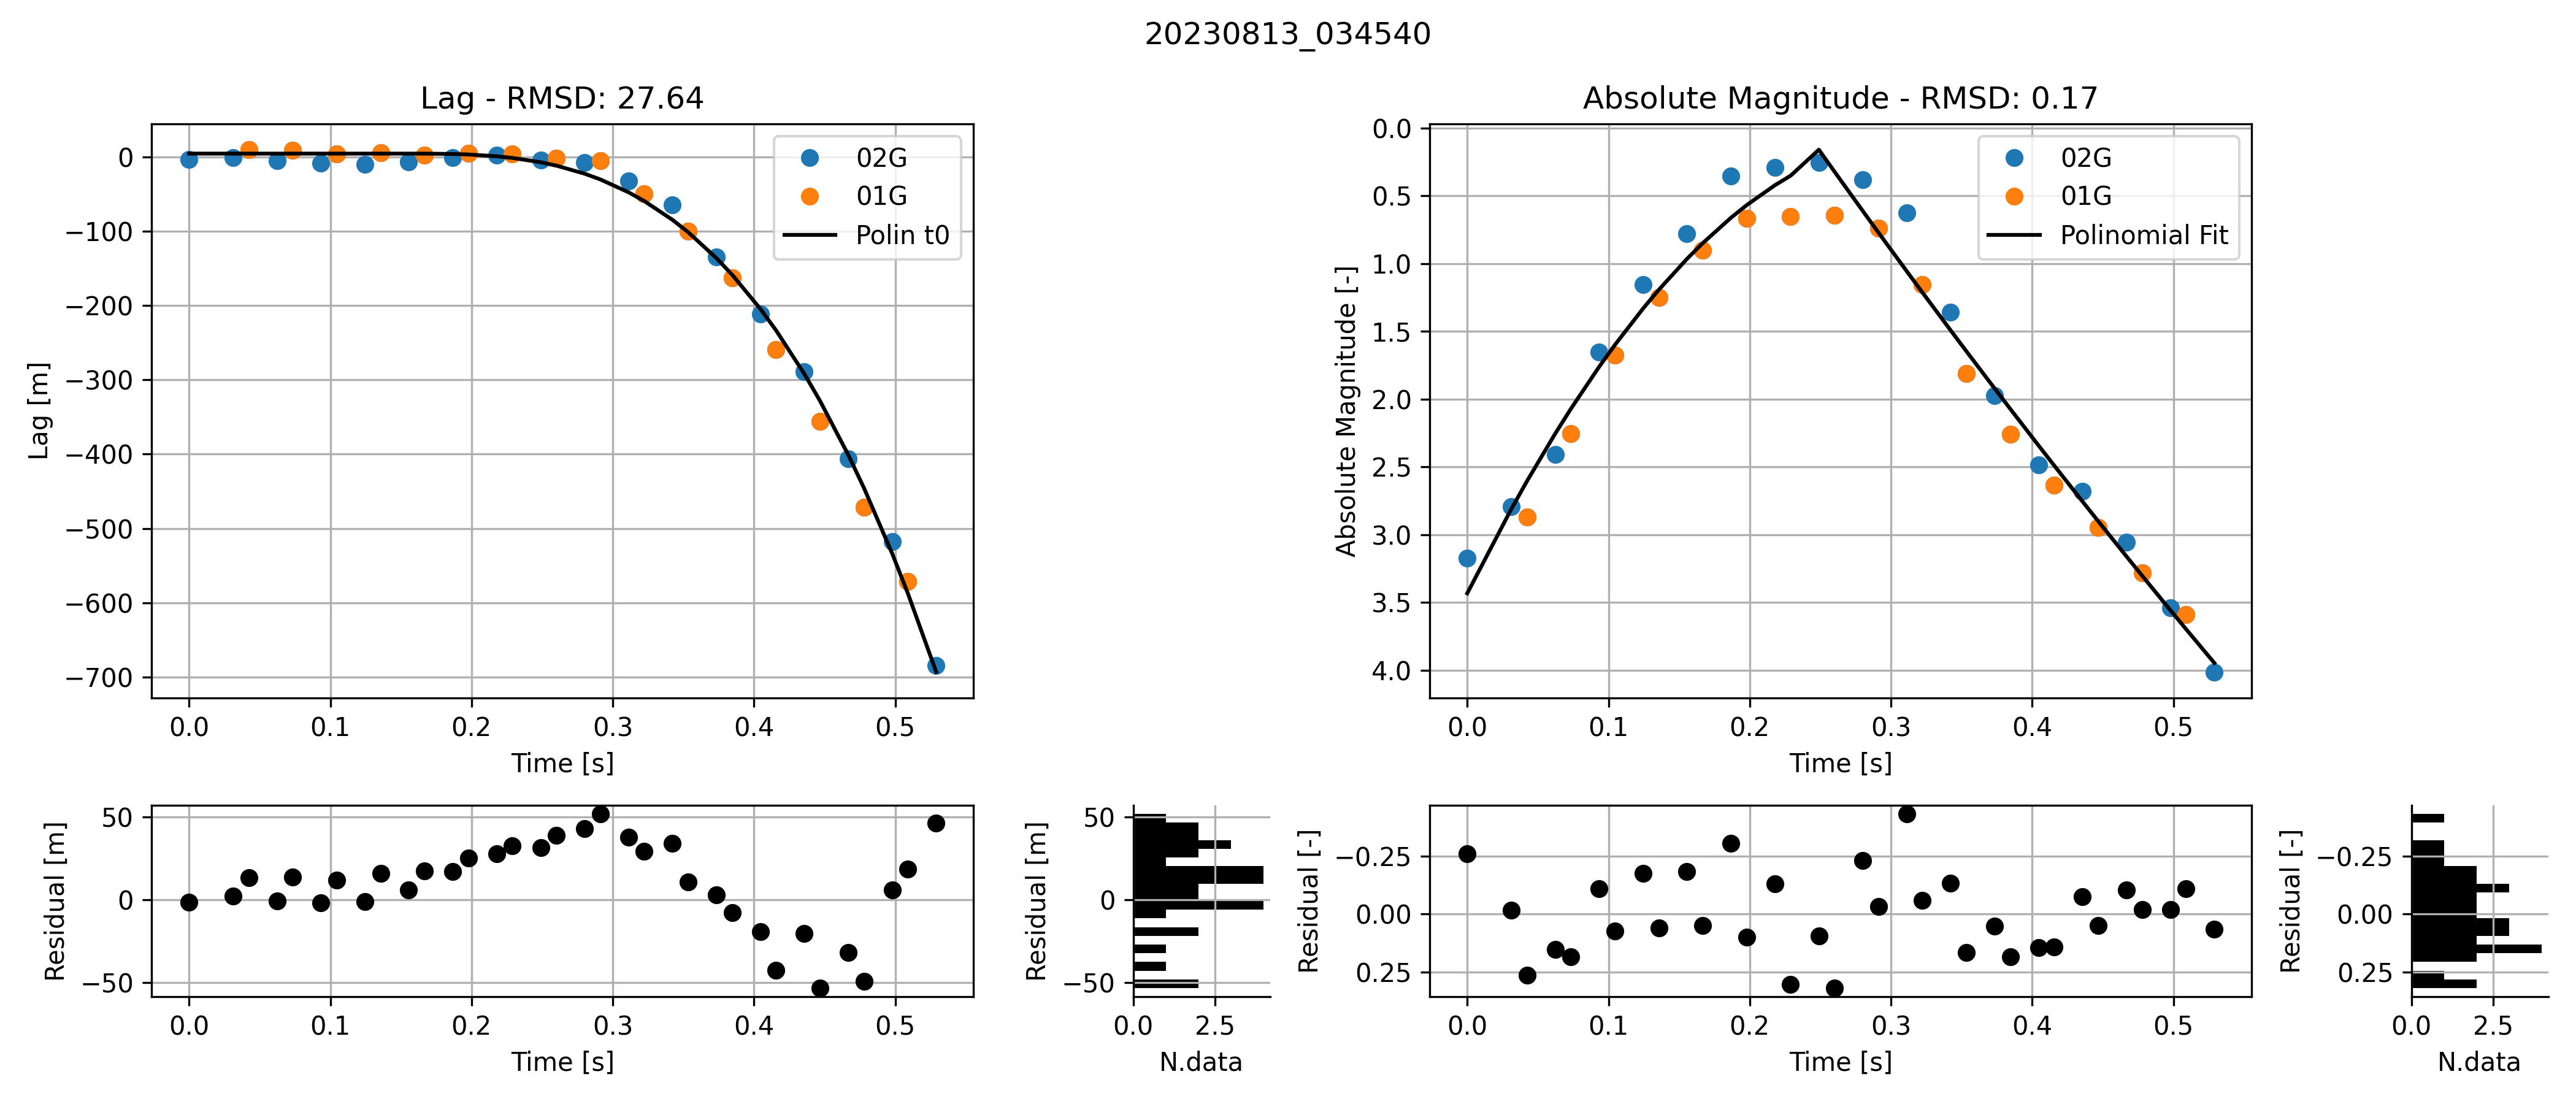 20230813_034540
Lag - RMSD: 27.64
02G
01G
Polin t0
0
−100
−200
−300
−400
−500
−600
−700
Lag [m]
0.0 0.1 0.2 0.3 0.4 0.5
Time [s]
Absolute Magnitude - RMSD: 0.17
02G
01G
Polinomial Fit
0.0
0.5
1.0
1.5
2.0
2.5
3.0
3.5
4.0
Absolute Magnitude [-]
0.0 0.1 0.2 0.3 0.4 0.5
Time [s]
50
0
−50
Residual [m]
0.0 0.1 0.2 0.3 0.4 0.5
Time [s]
50
0
−50
Residual [m]
0.0 2.5
N.data
−0.25
0.00
0.25
Residual [-]
0.0 0.1 0.2 0.3 0.4 0.5
Time [s]
−0.25
0.00
0.25
Residual [-]
0.0 2.5
N.data